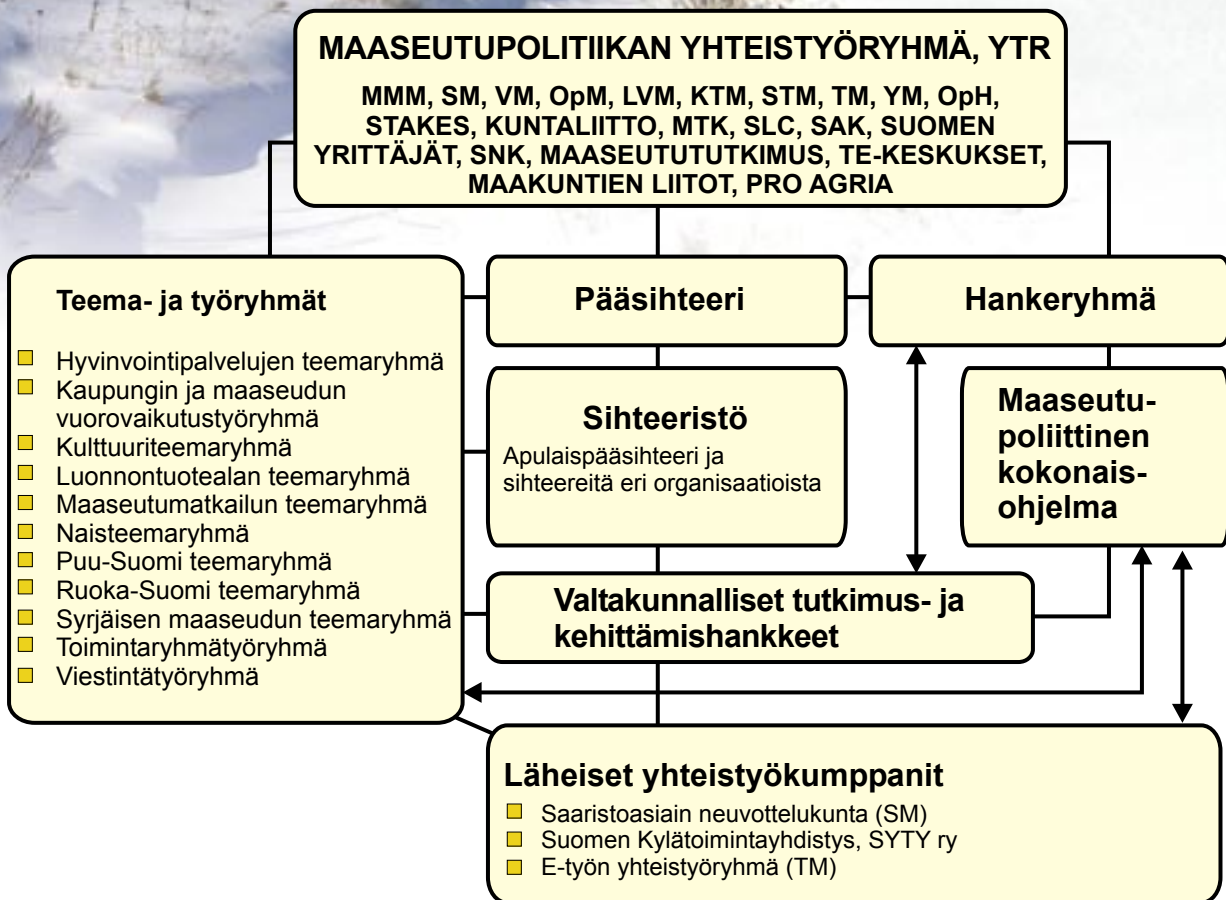 MAASEUTUPOLITIIKAN YHTEISTYÖRYHMÄ, YTR
MMM, SM, VM, OpM, LVM, KTM, STM, TM, YM, OpH,
STAKES, KUNTALIITTO, MTK, SLC, SAK, SUOMEN
YRITTÄJÄT, SNK, MAASEUTUTUTKIMUS, TE-KESKUKSET,
MAAKUNTIEN LIITOT, PRO AGRIA
Teema- ja työryhmät
Hyvinvointipalvelujen teemaryhmä
Kaupungin ja maaseudun
vuorovaikutustyöryhmä
Kulttuuriteemaryhmä
Luonnontuotealan teemaryhmä
Maaseutumatkailun teemaryhmä
Naisteemaryhmä
Puu-Suomi teemaryhmä
Ruoka-Suomi teemaryhmä
Syrjäisen maaseudun teemaryhmä
Toimintaryhmätyöryhmä
Viestintätyöryhmä
Pääsihteeri
Hankeryhmä
Sihteeristö
Apulaispääsihteeri ja
sihteereitä eri organisaatioista
Maaseutu-
poliittinen
kokonais-
ohjelma
Valtakunnalliset tutkimus- ja
kehittämishankkeet
Läheiset yhteistyökumppanit
Saaristoasiain neuvottelukunta (SM)
Suomen Kylätoimintayhdistys, SYTY ry
E-työn yhteistyöryhmä (TM)